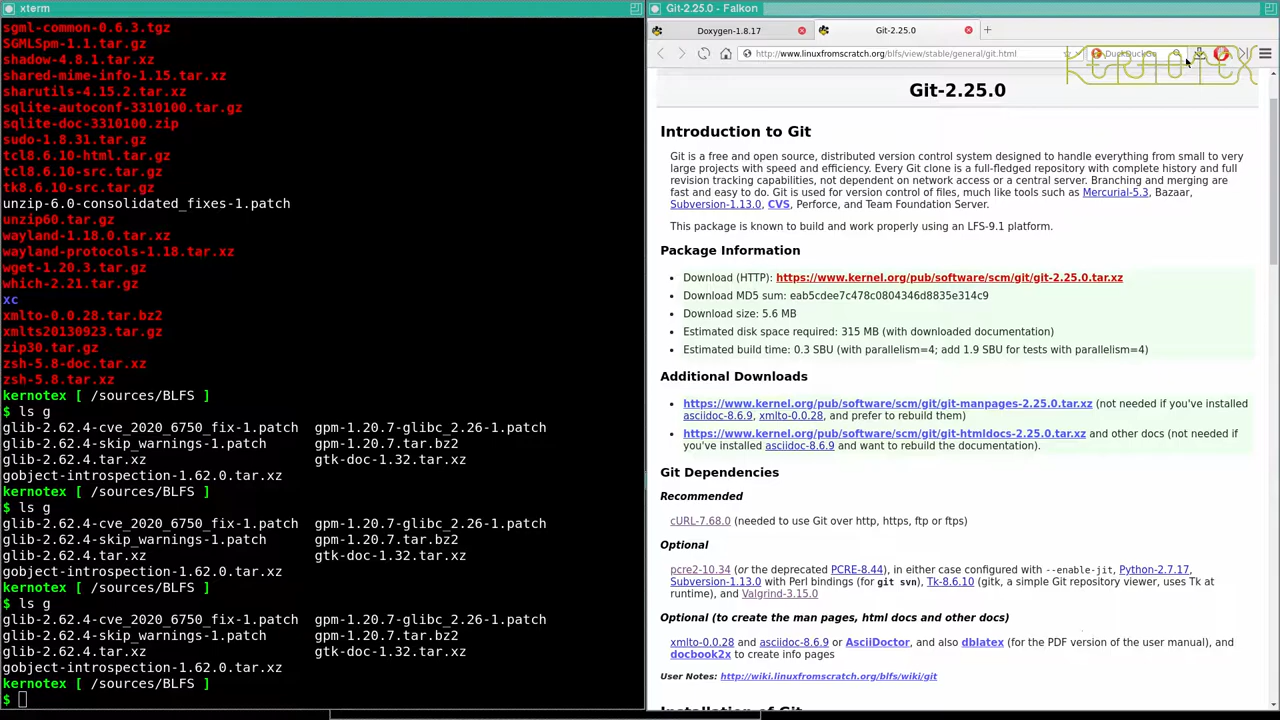 xterm
sgml-common-0.6.3.tgz
SGMLSpm-1.1.tar.gz
shadow-4.8.1.tar.xz
shared-mime-info-1.15.tar.xz
sharutils-4.15.2.tar.xz
sqlite-autoconf-3310100.tar.gz
sqlite-doc-3310100.zip
sudo-1.8.31.tar.gz
tcl8.6.10-html.tar.gz
tcl8.6.10-src.tar.gz
tk8.6.10-src.tar.gz
unzip-6.0-consolidated_fixes-1.patch
unzip60.tar.gz
wayland-1.18.0.tar.xz
wayland-protocols-1.18.tar.xz
wget-1.20.3.tar.gz
which-2.21.tar.gz
xc
xmlto-0.0.28.tar.bz2
xmlts20130923.tar.gz
zip30.tar.gz
zsh-5.8-doc.tar.xz
zsh-5.8.tar.xz
kernotex [ /sources/BLFS ]
$ ls g
glib-2.62.4-cve_2020_6750_fix-1.patch gpm-1.20.7-glibc_2.26-1.patch
glib-2.62.4-skip_warnings-1.patch gpm-1.20.7.tar.bz2
glib-2.62.4.tar.xz gtk-doc-1.32.tar.xz
gobject-introspection-1.62.0.tar.xz
kernotex [ /sources/BLFS ]
$ ls g
glib-2.62.4-cve_2020_6750_fix-1.patch gpm-1.20.7-glibc_2.26-1.patch
glib-2.62.4-skip_warnings-1.patch gpm-1.20.7.tar.bz2
glib-2.62.4.tar.xz gtk-doc-1.32.tar.xz
gobject-introspection-1.62.0.tar.xz
kernotex [ /sources/BLFS ]
$ ls g
glib-2.62.4-cve_2020_6750_fix-1.patch gpm-1.20.7-glibc_2.26-1.patch
glib-2.62.4-skip_warnings-1.patch gpm-1.20.7.tar.bz2
glib-2.62.4.tar.xz gtk-doc-1.32.tar.xz
gobject-introspection-1.62.0.tar.xz
kernotex [ /sources/BLFS ]
$
Git-2.25.0 - Falkon
Doxygen-1.8.17 Git-2.25.0
http://www.linuxfromscratch.org/blfs/view/stable/general/git.html DuckDuckGo
KERNOTEX
Git-2.25.0
Introduction to Git
Git is a free and open source, distributed version control system designed to handle everything from small to very
large projects with speed and efficiency. Every Git clone is a full-fledged repository with complete history and full
revision tracking capabilities, not dependent on network access or a central server. Branching and merging are
fast and easy to do. Git is used for version control of files, much like tools such as Mercurial-5.3, Bazaar,
Subversion-1.13.0, CVS, Perforce, and Team Foundation Server.
This package is known to build and work properly using an LFS-9.1 platform.
Package Information
• Download (HTTP): https://www.kernel.org/pub/software/scm/git/git-2.25.0.tar.xz
• Download MD5 sum: eab5cdee7c478c0804346d8835e314c9
• Download size: 5.6 MB
• Estimated disk space required: 315 MB (with downloaded documentation)
• Estimated build time: 0.3 SBU (with parallelism=4; add 1.9 SBU for tests with parallelism=4)
Additional Downloads
• https://www.kernel.org/pub/software/scm/git/git-manpages-2.25.0.tar.xz (not needed if you've installed
asciidoc-8.6.9, xmlto-0.0.28, and prefer to rebuild them)
• https://www.kernel.org/pub/software/scm/git/git-htmldocs-2.25.0.tar.xz and other docs (not needed if
you've installed asciidoc-8.6.9 and want to rebuild the documentation).
Git Dependencies
Recommended
cURL-7.68.0 (needed to use Git over http, https, ftp or ftps)
Optional
pcre2-10.34 (or the deprecated PCRE-8.44), in either case configured with --enable-jit, Python-2.7.17,
Subversion-1.13.0 with Perl bindings (for git svn), Tk-8.6.10 (gitk, a simple Git repository viewer, uses Tk at
runtime), and Valgrind-3.15.0
Optional (to create the man pages, html docs and other docs)
xmlto-0.0.28 and asciidoc-8.6.9 or AsciiDoctor, and also dblatex (for the PDF version of the user manual), and
docbook2x to create info pages
User Notes: http://wiki.linuxfromscratch.org/blfs/wiki/git
Installation of Git